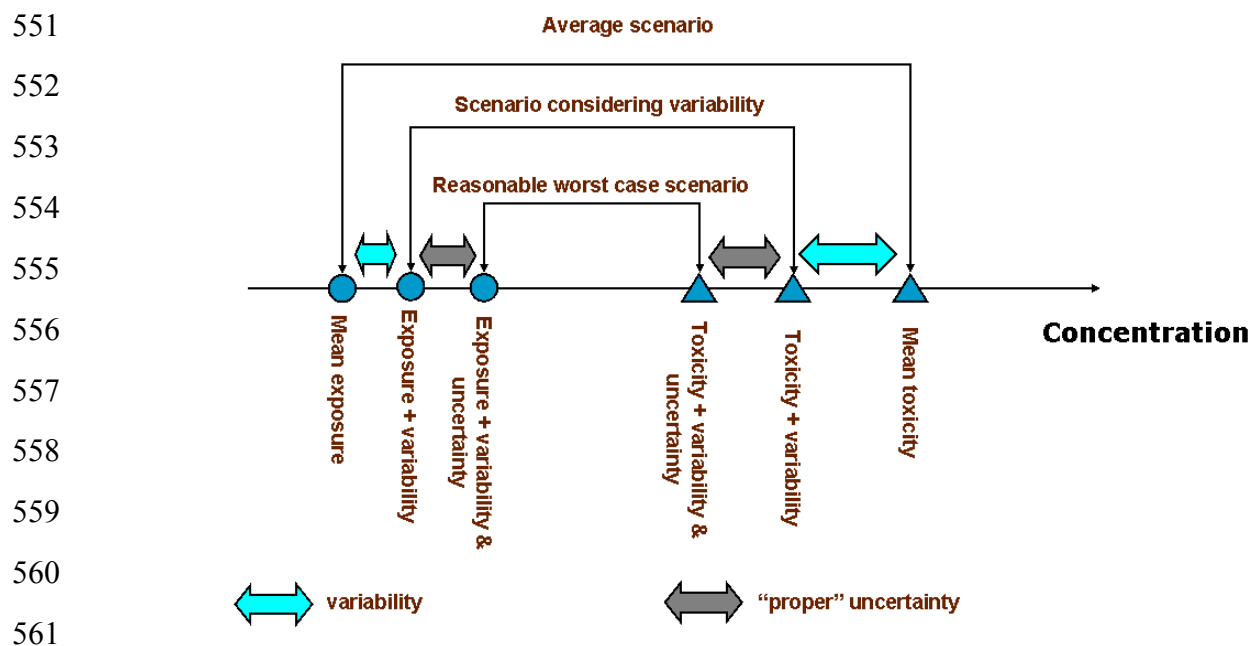 551
Average scenario
552
Scenario considering variability
553
Reasonable worst case scenario
554
555
556
Concentration
Mean exposure
Exposure + variability
Exposure + variability &
uncertainty
Toxicity + variability &
uncertainty
Toxicity + variability
Mean toxicity
557
558
559
560
variability
“proper” uncertainty
561